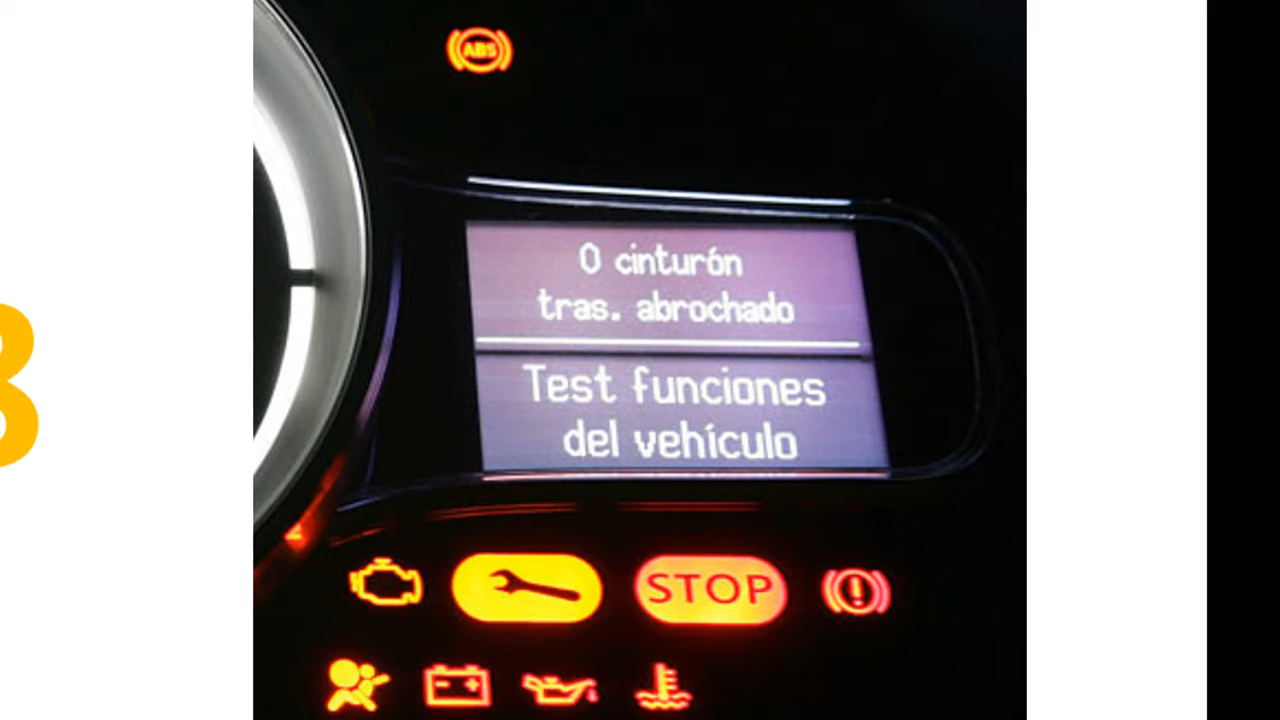 ABS
0 cinturón
tras. abrochado
Test funciones
del vehículo
STOP